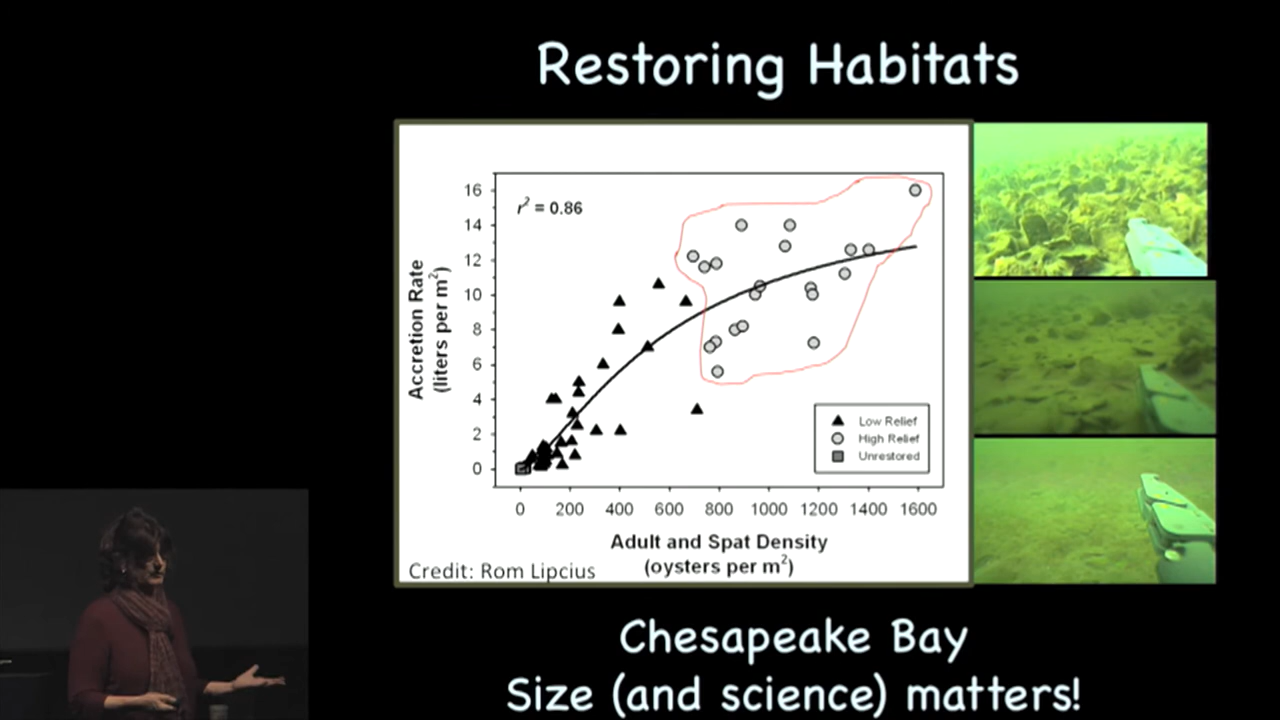 Restoring Habitats
r² = 0.86
Accretion Rate
(liters per m²)
16
14
12
10
8
6
4
2
0
0 200 400 600 800 1000 1200 1400 1600
Low Relief
High Relief
Unrestored
Adult and Spat Density
(oysters per m²)
Credit: Rom Lipcius
Chesapeake Bay
Size (and science) matters!